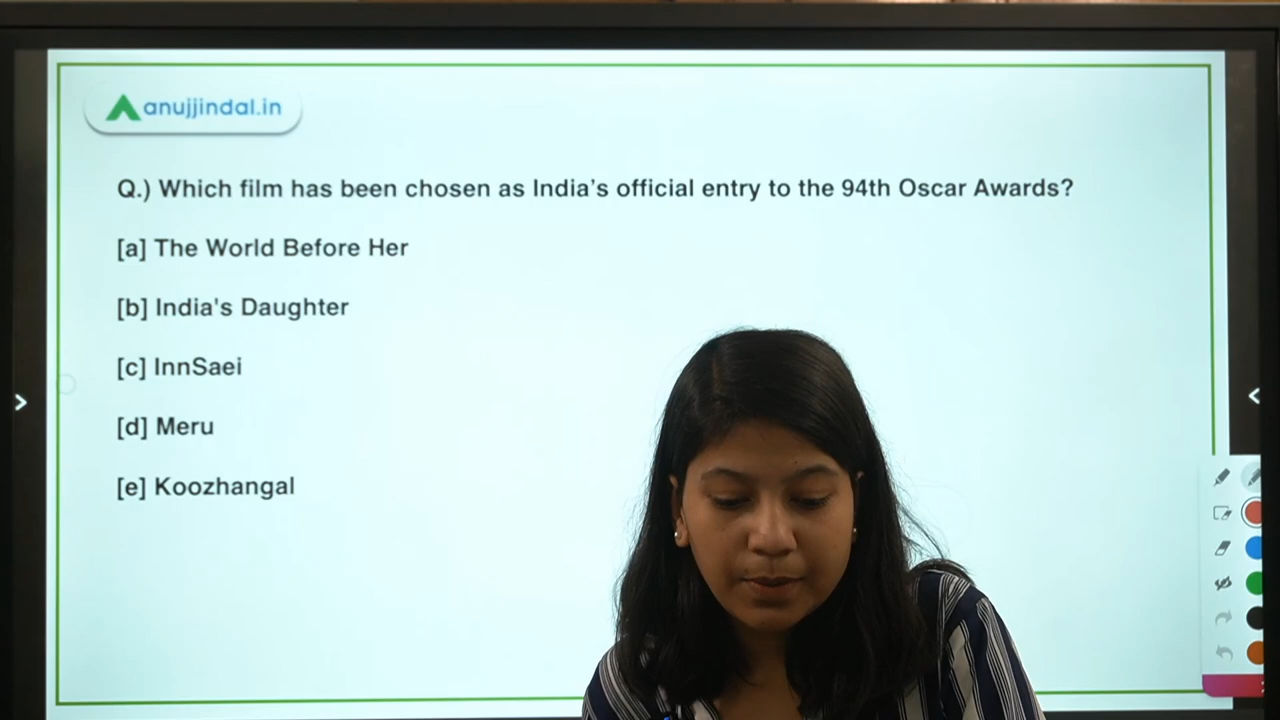 anujjindal.in
Q.) Which film has been chosen as India’s official entry to the 94th Oscar Awards?
[a] The World Before Her
[b] India's Daughter
[c] InnSaei
[d] Meru
[e] Koozhangal